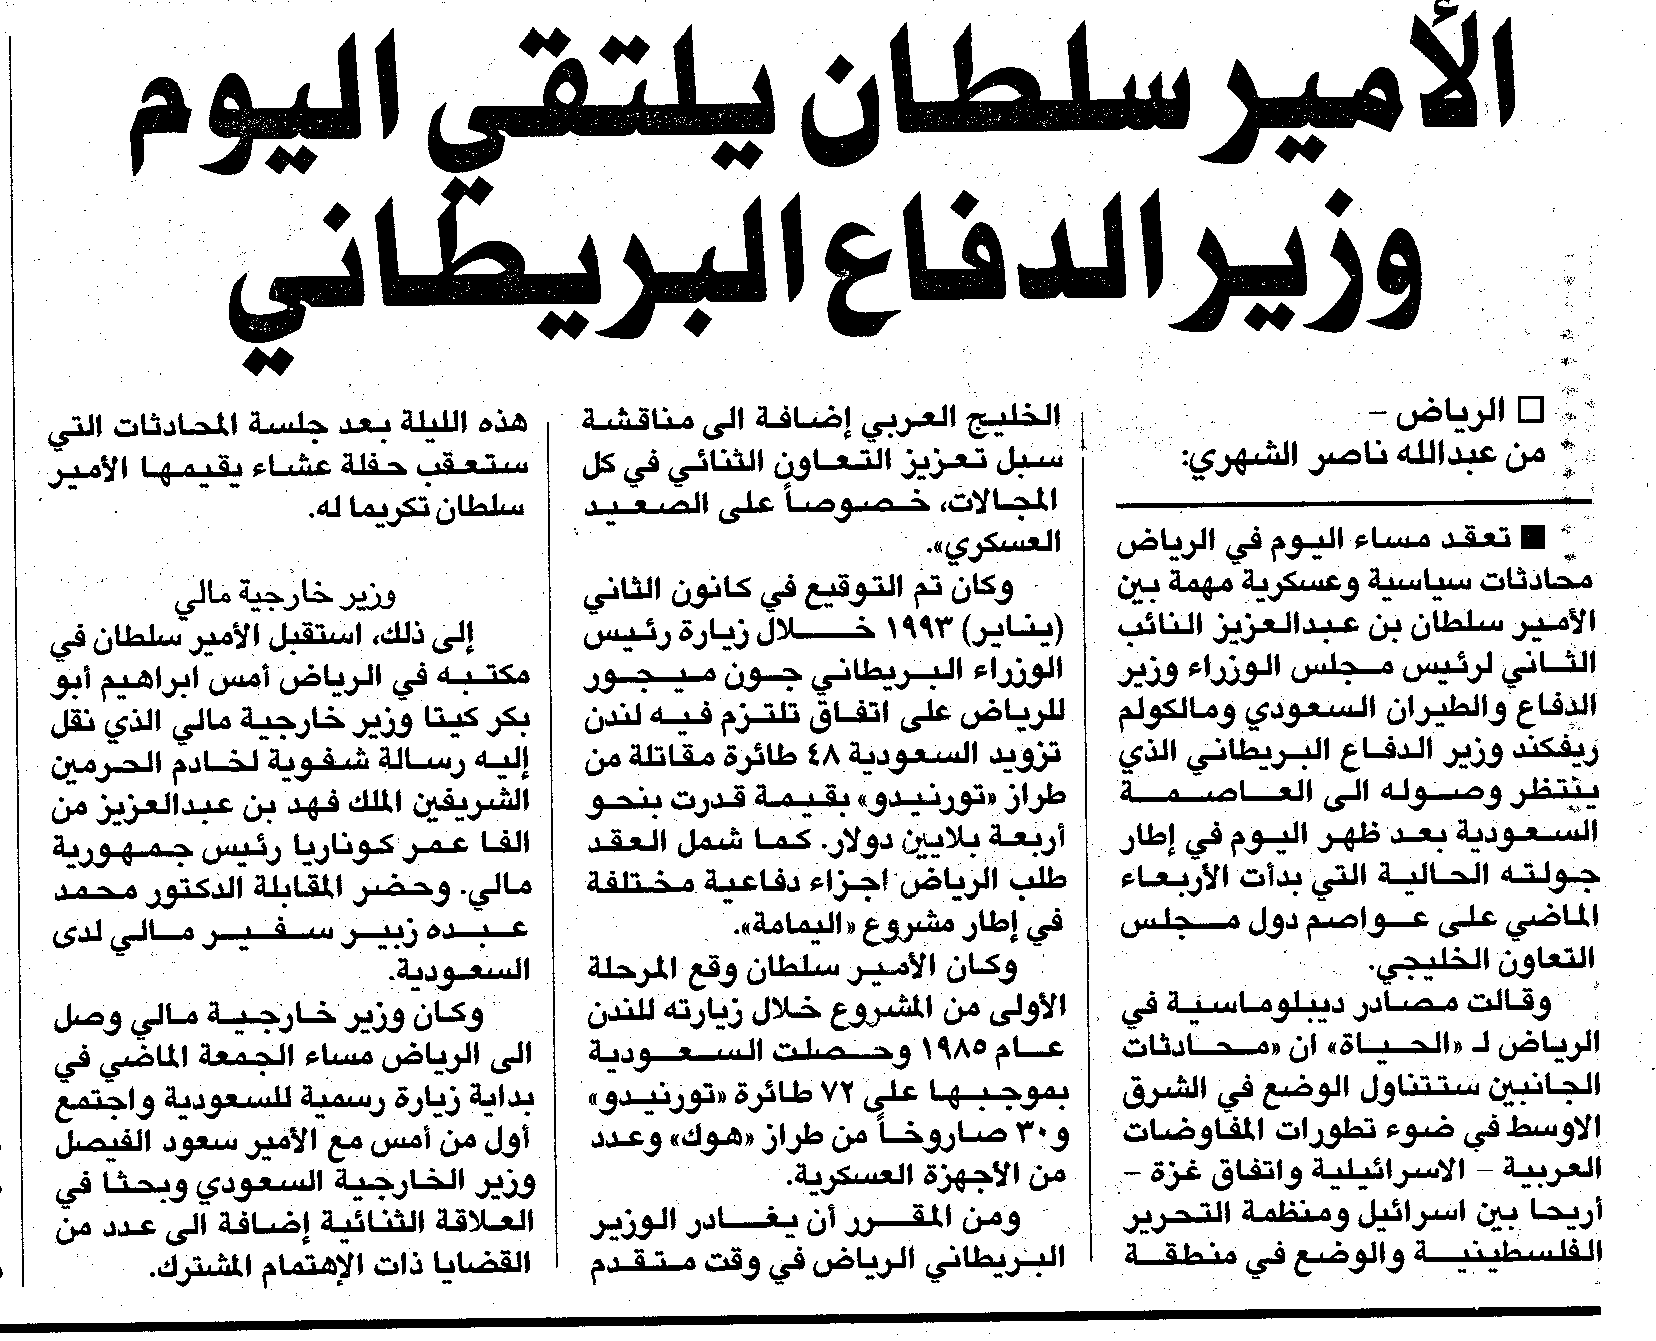 الأمير سلطان يلتقي اليوم
وزير الدفاع البريطاني
□ الرياض –
من عبدالله ناصر الشهري:
■ تعقد مساء اليوم في الرياض
محادثات سياسية وعسكرية مهمة بين
الأمير سلطان بن عبدالعزيز النائب
الثاني لرئيس مجلس الوزراء وزير
الدفاع والطيران السعودي ومالكولم
ريفكند وزير الدفاع البريطاني الذي
ينتظر وصوله الى العاصمة
السعودية بعد ظهر اليوم في إطار
جولته الحالية التي بدأت الأربعاء
الماضي على عواصم دول مجلس
التعاون الخليجي.
وقالت مصادر ديبلوماسية في
الرياض لـ «الحياة» ان «محادثات
الجانبين ستتناول الوضع في الشرق
الاوسط في ضوء تطورات المفاوضات
العربية – الاسرائيلية واتفاق غزة –
أريحا بين اسرائيل ومنظمة التحرير
الفلسطينية والوضع في منطقة
الخليج العربي إضافة الى مناقشة
سبل تعزيز التعاون الثنائي في كل
المجالات، خصوصاً على الصعيد
العسكري».
وكان تم التوقيع في كانون الثاني
(يناير) ١٩٩٣ خلال زيارة رئيس
الوزراء البريطاني جون ميجور
للرياض على اتفاق تلتزم فيه لندن
تزويد السعودية ٤٨ طائرة مقاتلة من
طراز «تورنيدو» بقيمة قدرت بنحو
أربعة بلايين دولار. كما شمل العقد
طلب الرياض اجزاء دفاعية مختلفة
في إطار مشروع «اليمامة».
وكان الأمير سلطان وقع المرحلة
الأولى من المشروع خلال زيارته للندن
عام ١٩٨٥ وحصلت السعودية
بموجبها على ٧٢ طائرة «تورنيدو»
و٣٠ صاروخاً من طراز «هوك» وعدد
من الأجهزة العسكرية.
ومن المقرر أن يغادر الوزير
البريطاني الرياض في وقت متقدم
هذه الليلة بعد جلسة المحادثات التي
ستعقب حفلة عشاء يقيمها الأمير
سلطان تكريما له.
وزير خارجية مالي
إلى ذلك، استقبل الأمير سلطان في
مكتبه في الرياض أمس ابراهيم أبو
بكر كيتا وزير خارجية مالي الذي نقل
إليه رسالة شفوية لخادم الحرمين
الشريفين الملك فهد بن عبدالعزيز من
الفا عمر كوناريا رئيس جمهورية
مالي. وحضر المقابلة الدكتور محمد
عبده زبير سفير مالي لدى
السعودية.
وكان وزير خارجية مالي وصل
الى الرياض مساء الجمعة الماضي في
بداية زيارة رسمية للسعودية واجتمع
أول من أمس مع الأمير سعود الفيصل
وزير الخارجية السعودي وبحثا في
العلاقة الثنائية إضافة الى عدد من
القضايا ذات الإهتمام المشترك.